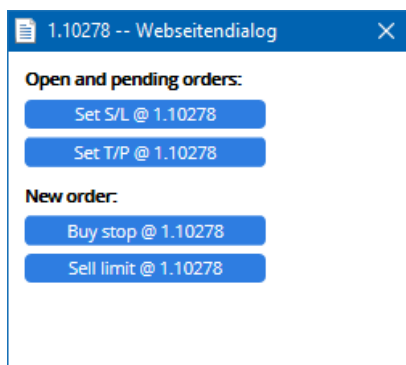 1.10278 -- Webseitendialog
Open and pending orders:
Set S/L @ 1.10278
Set T/P @ 1.10278
New order:
Buy stop @ 1.10278
Sell limit @ 1.10278